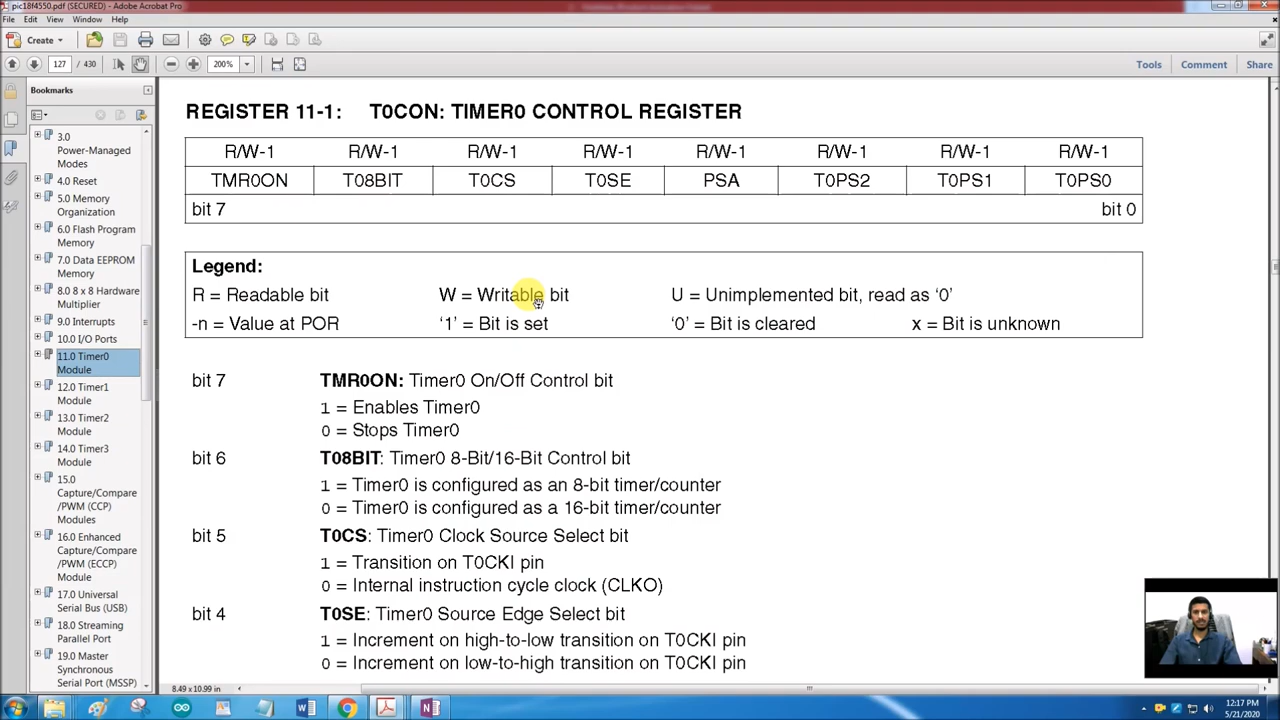 pic18f4550.pdf (SECURED) - Adobe Acrobat Pro
File Edit View Window Help
Create
127 / 430 200% Tools Comment Share
Bookmarks
3.0
Power-Managed
Modes
4.0 Reset
5.0 Memory
Organization
6.0 Flash Program
Memory
7.0 Data EEPROM
Memory
8.0 8 x 8 Hardware
Multiplier
9.0 Interrupts
10.0 I/O Ports
11.0 Timer0
Module
12.0 Timer1
Module
13.0 Timer2
Module
14.0 Timer3
Module
15.0
Capture/Compare
/PWM (CCP)
Modules
16.0 Enhanced
Capture/Compare
/PWM (ECCP)
Module
17.0 Universal
Serial Bus (USB)
18.0 Streaming
Parallel Port
19.0 Master
Synchronous
Serial Port (MSSP)
REGISTER 11-1: T0CON: TIMER0 CONTROL REGISTER
R/W-1 R/W-1 R/W-1 R/W-1 R/W-1 R/W-1 R/W-1 R/W-1
TMR0ON T08BIT T0CS T0SE PSA T0PS2 T0PS1 T0PS0
bit 7 bit 0
Legend:
R = Readable bit W = Writable bit U = Unimplemented bit, read as ‘0’
-n = Value at POR ‘1’ = Bit is set ‘0’ = Bit is cleared x = Bit is unknown
bit 7 TMR0ON: Timer0 On/Off Control bit
1 = Enables Timer0
0 = Stops Timer0
bit 6 T08BIT: Timer0 8-Bit/16-Bit Control bit
1 = Timer0 is configured as an 8-bit timer/counter
0 = Timer0 is configured as a 16-bit timer/counter
bit 5 T0CS: Timer0 Clock Source Select bit
1 = Transition on T0CKI pin
0 = Internal instruction cycle clock (CLKO)
bit 4 T0SE: Timer0 Source Edge Select bit
1 = Increment on high-to-low transition on T0CKI pin
0 = Increment on low-to-high transition on T0CKI pin
8.49 x 10.99 in
12:17 PM
5/21/2020